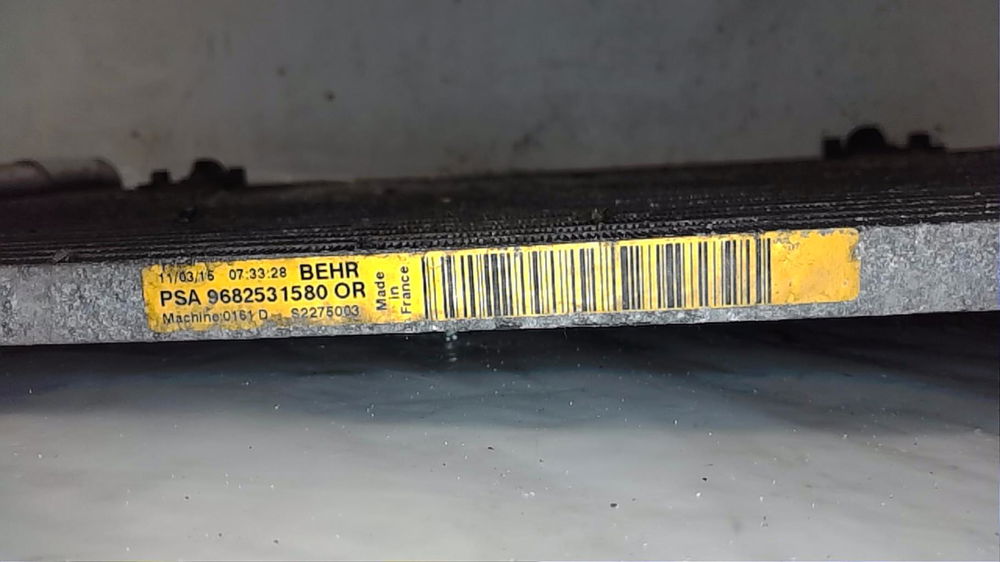 11/03/15 07:33:28 BEHR
PSA 9682531580 OR
Machine:0161 D S2275003
Made
in
France